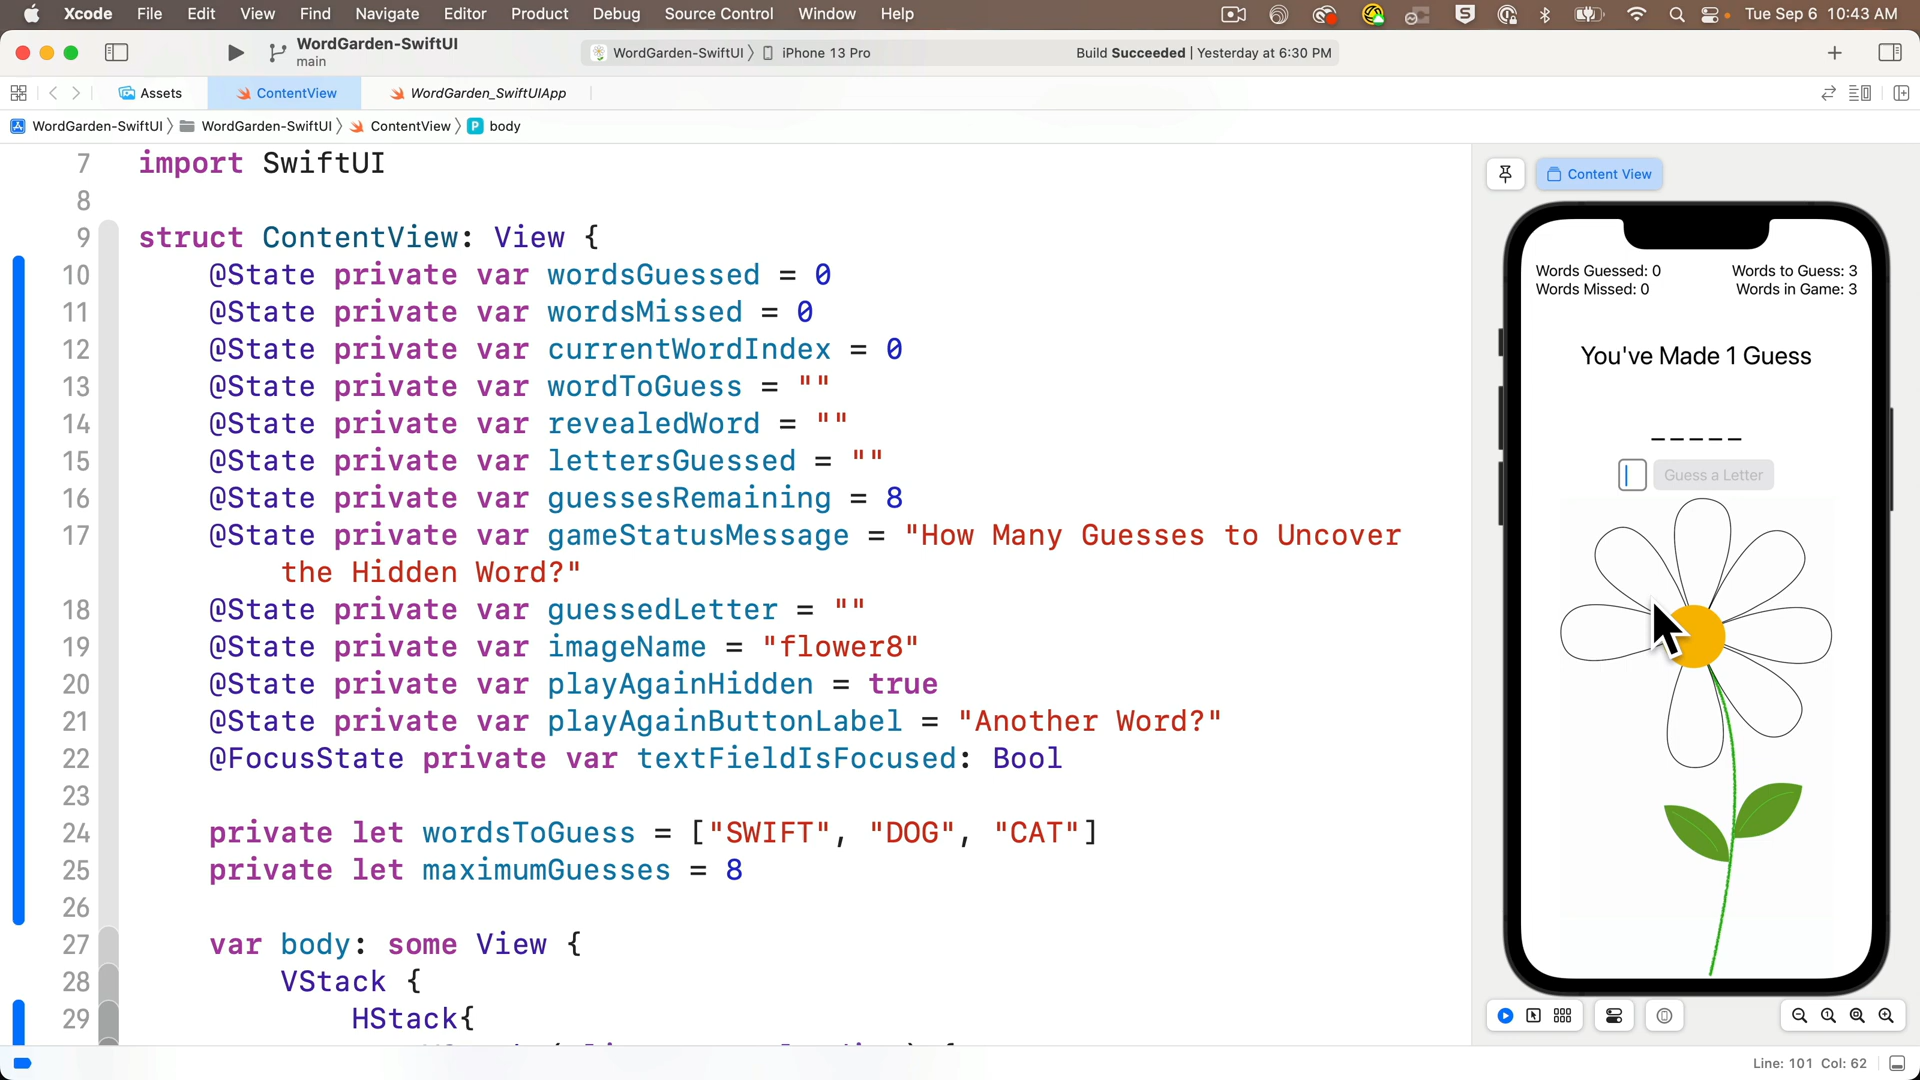 Xcode File Edit View Find Navigate Editor Product Debug Source Control Window Help Tue Sep 6 10:43 AM
WordGarden-SwiftUI
main
WordGarden-SwiftUI iPhone 13 Pro Build Succeeded | Yesterday at 6:30 PM
Assets ContentView WordGarden_SwiftUIApp
WordGarden-SwiftUI WordGarden-SwiftUI ContentView P body
7 import SwiftUI
8
9 struct ContentView: View {
10 @State private var wordsGuessed = 0
11 @State private var wordsMissed = 0
12 @State private var currentWordIndex = 0
13 @State private var wordToGuess = ""
14 @State private var revealedWord = ""
15 @State private var lettersGuessed = ""
16 @State private var guessesRemaining = 8
17 @State private var gameStatusMessage = "How Many Guesses to Uncover
the Hidden Word?"
18 @State private var guessedLetter = ""
19 @State private var imageName = "flower8"
20 @State private var playAgainHidden = true
21 @State private var playAgainButtonLabel = "Another Word?"
22 @FocusState private var textFieldIsFocused: Bool
23
24 private let wordsToGuess = ["SWIFT", "DOG", "CAT"]
25 private let maximumGuesses = 8
26
27 var body: some View {
28 VStack {
29 HStack{
Content View
Words Guessed: 0 Words to Guess: 3
Words Missed: 0 Words in Game: 3
You've Made 1 Guess
_ _ _ _ _
Guess a Letter
Line: 101 Col: 62